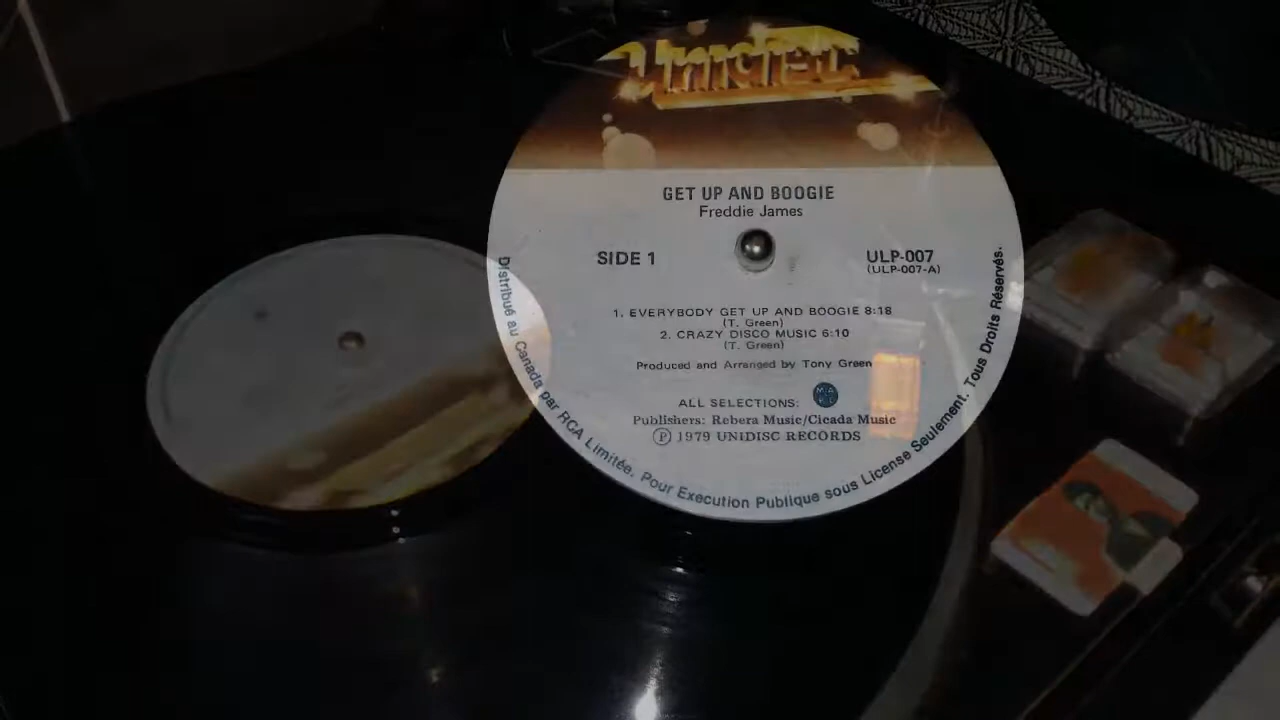 Unidisc
GET UP AND BOOGIE
Freddie James
SIDE 1
ULP-007
(ULP-007-A)
1. EVERYBODY GET UP AND BOOGIE 8:18
(T. Green)
2. CRAZY DISCO MUSIC 6:10
(T. Green)
Produced and Arranged by Tony Green
ALL SELECTIONS:
Publishers: Rebera Music/Cicada Music
Ⓟ 1979 UNIDISC RECORDS
Distribué au Canada par RCA Limitée. Pour Execution Publique sous License Seulement. Tous Droits Réservés.